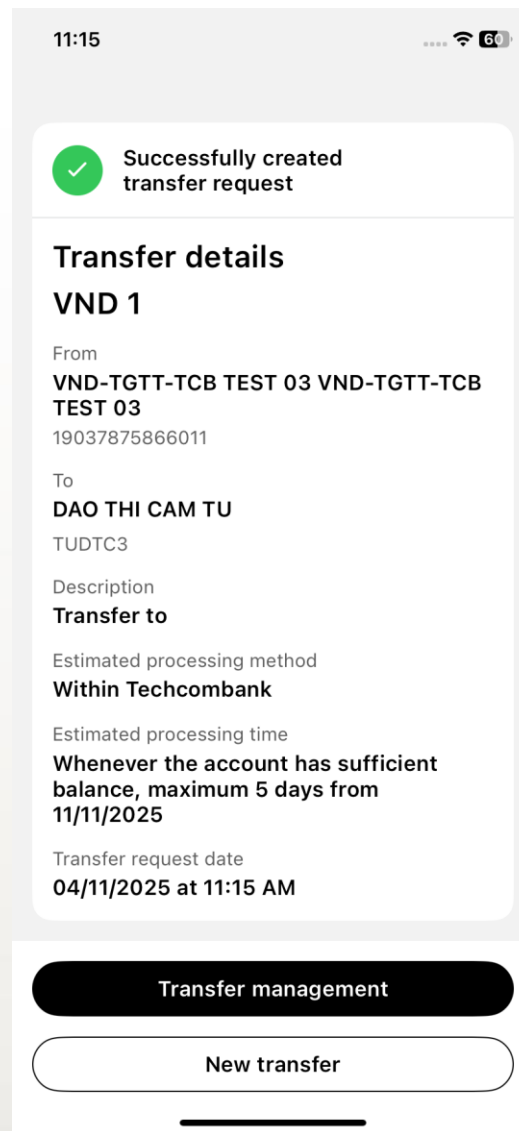 11:15
60
Successfully created
transfer request
Transfer details
VND 1
From
VND-TGTT-TCB TEST 03 VND-TGTT-TCB
TEST 03
19037875866011
To
DAO THI CAM TU
TUDTC3
Description
Transfer to
Estimated processing method
Within Techcombank
Estimated processing time
Whenever the account has sufficient
balance, maximum 5 days from
11/11/2025
Transfer request date
04/11/2025 at 11:15 AM
Transfer management
New transfer